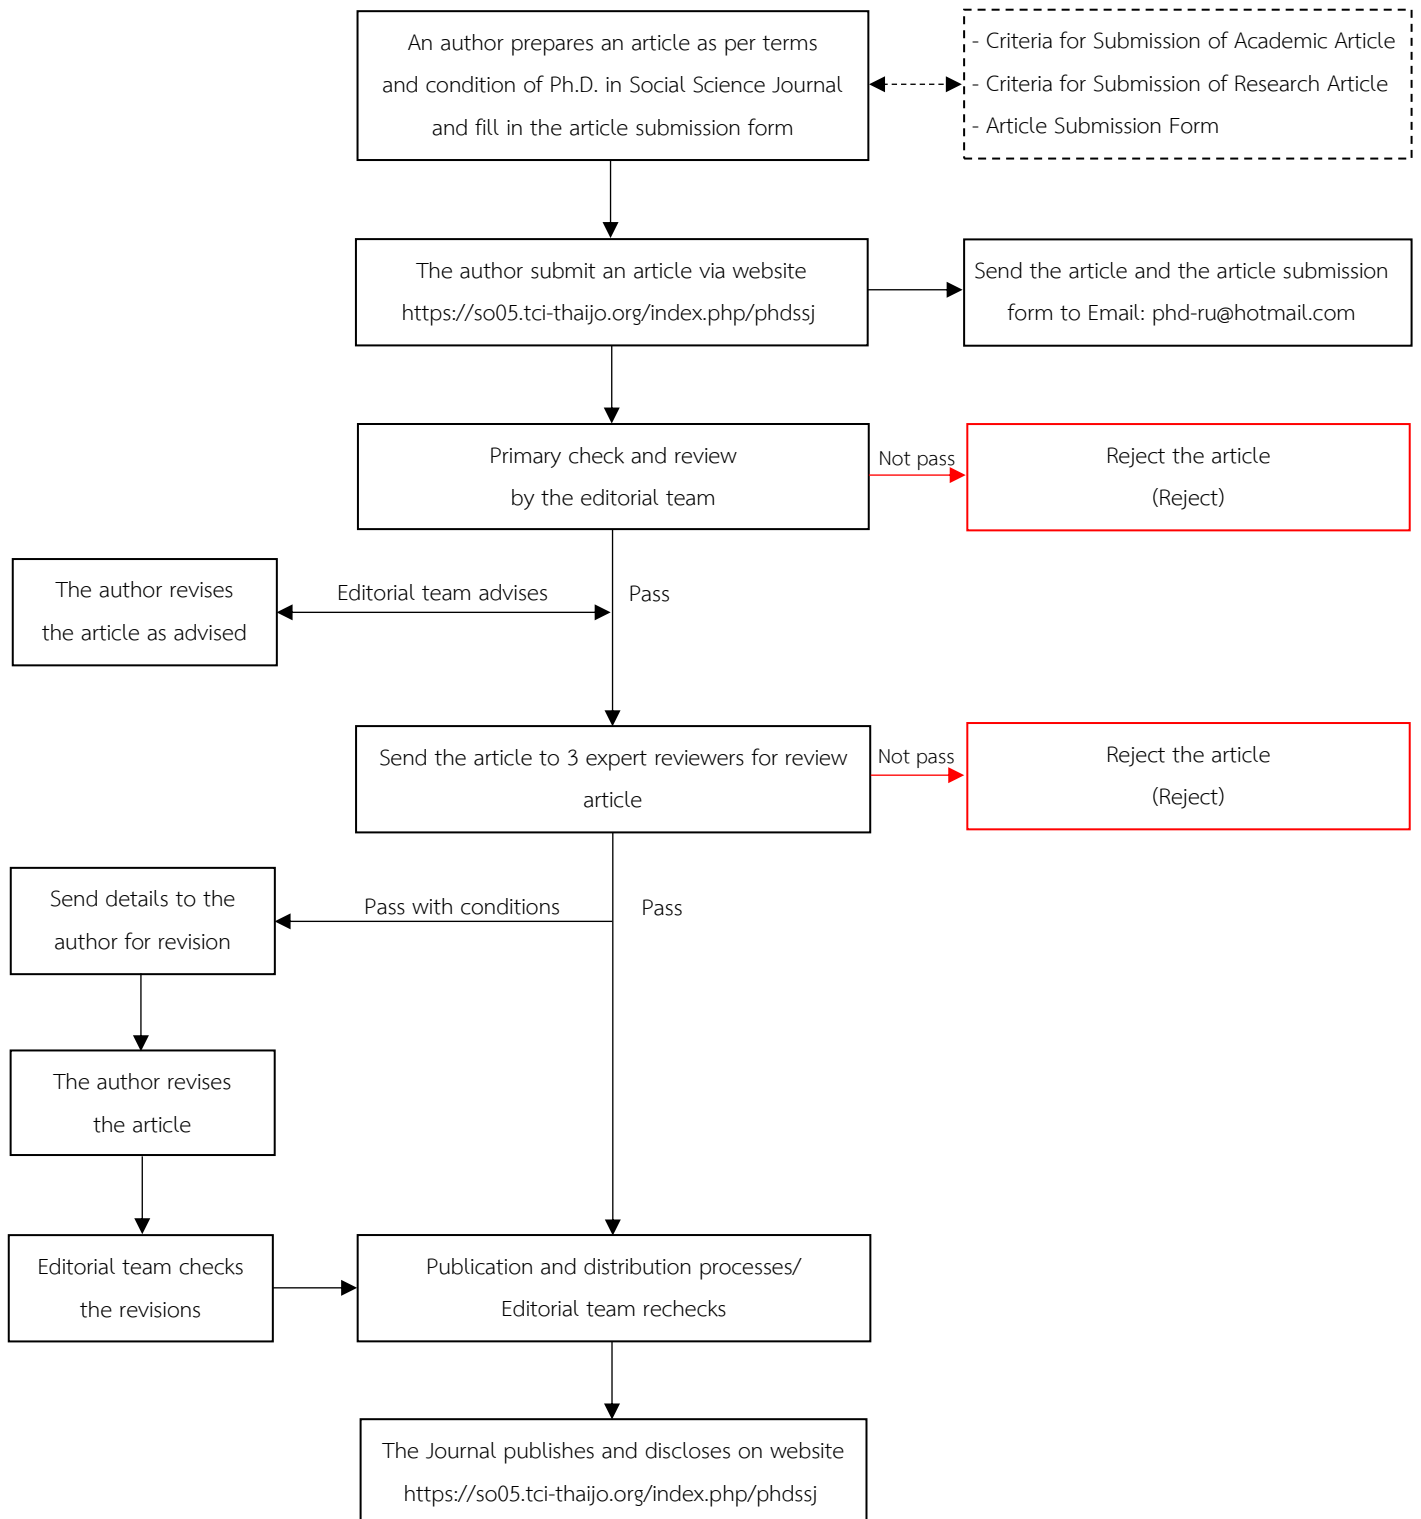 An author prepares an article as per terms
and condition of Ph.D. in Social Science Journal
and fill in the article submission form
- Criteria for Submission of Academic Article
- Criteria for Submission of Research Article
- Article Submission Form
The author submit an article via website
https://so05.tci-thaijo.org/index.php/phdssj
Send the article and the article submission
form to Email: phd-ru@hotmail.com
Primary check and review
by the editorial team
Not pass
Reject the article
(Reject)
The author revises
the article as advised
Editorial team advises
Pass
Send the article to 3 expert reviewers for review
article
Not pass
Reject the article
(Reject)
Send details to the
author for revision
Pass with conditions
Pass
The author revises
the article
Editorial team checks
the revisions
Publication and distribution processes/
Editorial team rechecks
The Journal publishes and discloses on website
https://so05.tci-thaijo.org/index.php/phdssj